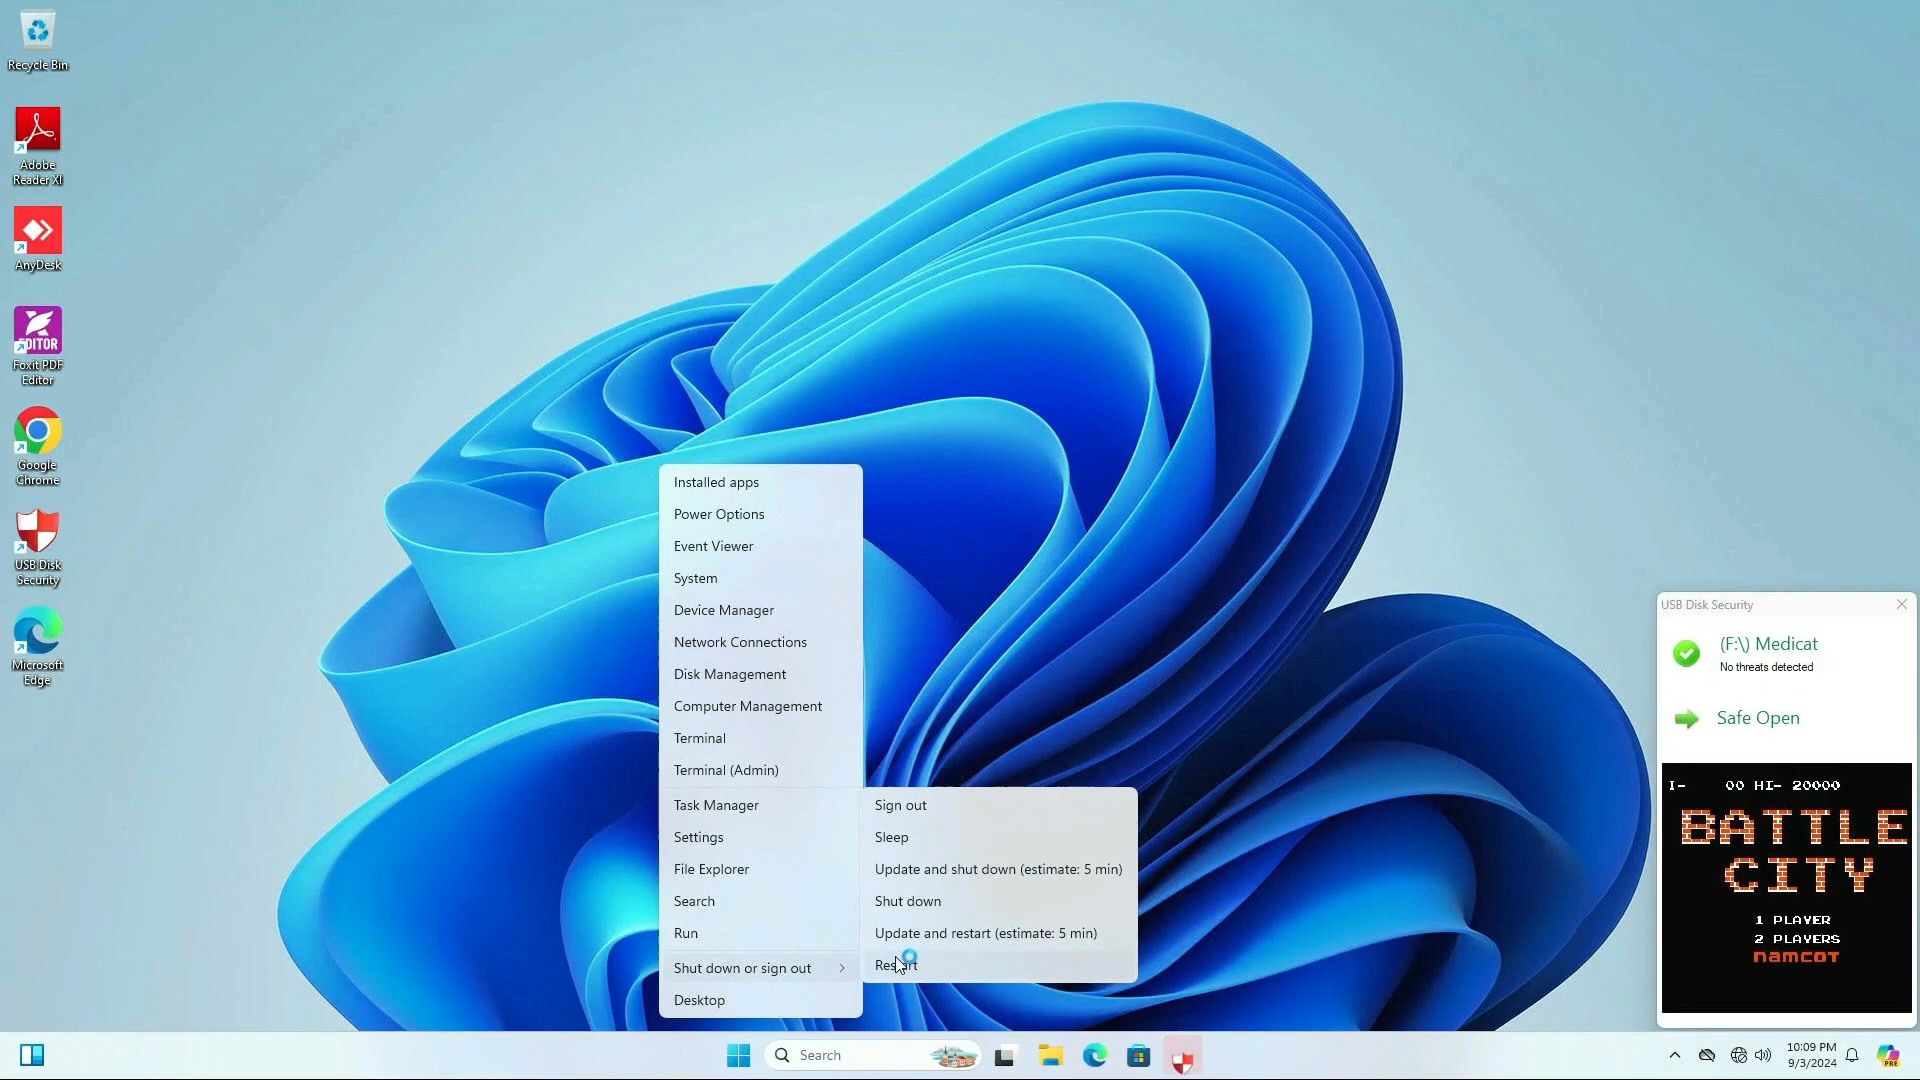 Recycle Bin
Adobe
Reader XI
AnyDesk
EDITOR
Foxit PDF
Editor
Google
Chrome
USB Disk
Security
Microsoft
Edge
Installed apps
Power Options
Event Viewer
System
Device Manager
Network Connections
Disk Management
Computer Management
Terminal
Terminal (Admin)
Task Manager
Settings
File Explorer
Search
Run
Shut down or sign out
Desktop
Sign out
Sleep
Update and shut down (estimate: 5 min)
Shut down
Update and restart (estimate: 5 min)
Restart
USB Disk Security
(F:\) Medicat
No threats detected
Safe Open
I- 00 HI- 20000
BATTLE
CITY
1 PLAYER
2 PLAYERS
namcot
Search
10:09 PM
9/3/2024
PRE